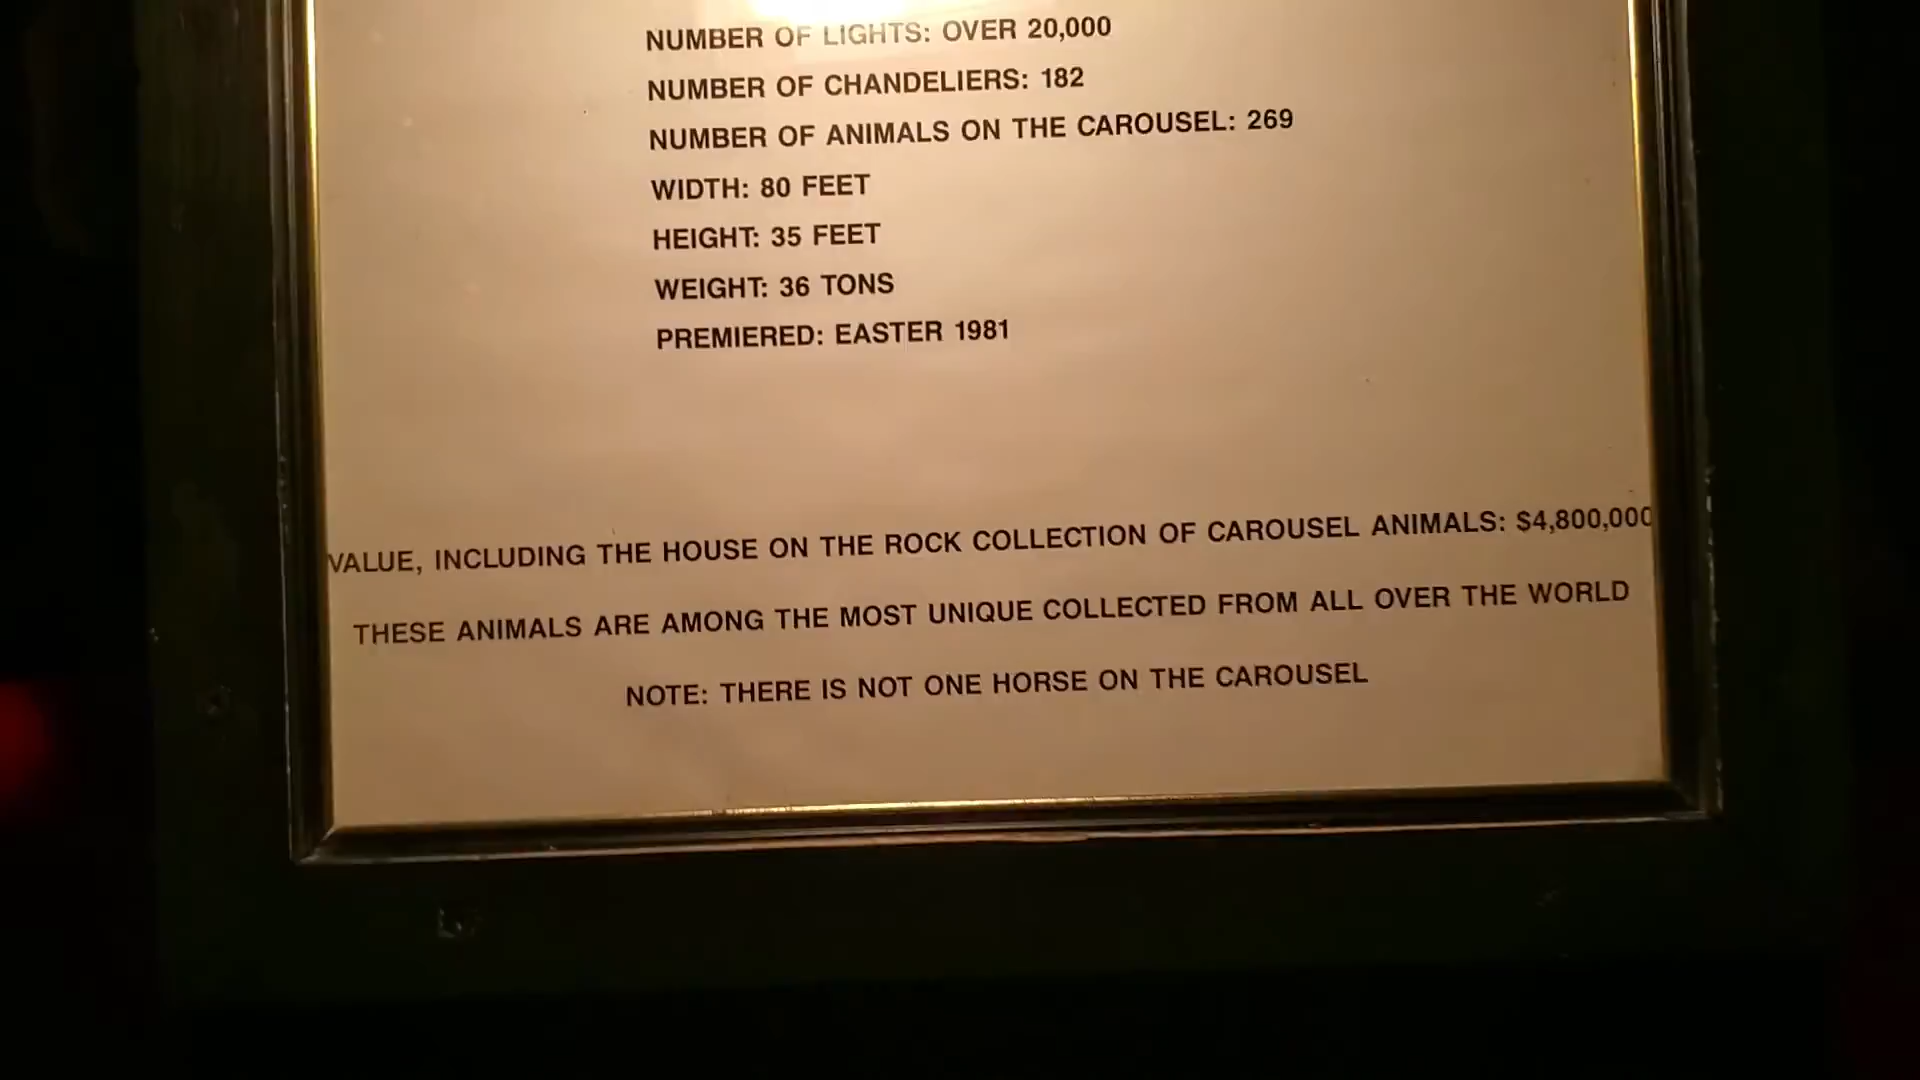 NUMBER OF LIGHTS: OVER 20,000
NUMBER OF CHANDELIERS: 182
NUMBER OF ANIMALS ON THE CAROUSEL: 269
WIDTH: 80 FEET
HEIGHT: 35 FEET
WEIGHT: 36 TONS
PREMIERED: EASTER 1981
VALUE, INCLUDING THE HOUSE ON THE ROCK COLLECTION OF CAROUSEL ANIMALS: $4,800,000
THESE ANIMALS ARE AMONG THE MOST UNIQUE COLLECTED FROM ALL OVER THE WORLD
NOTE: THERE IS NOT ONE HORSE ON THE CAROUSEL